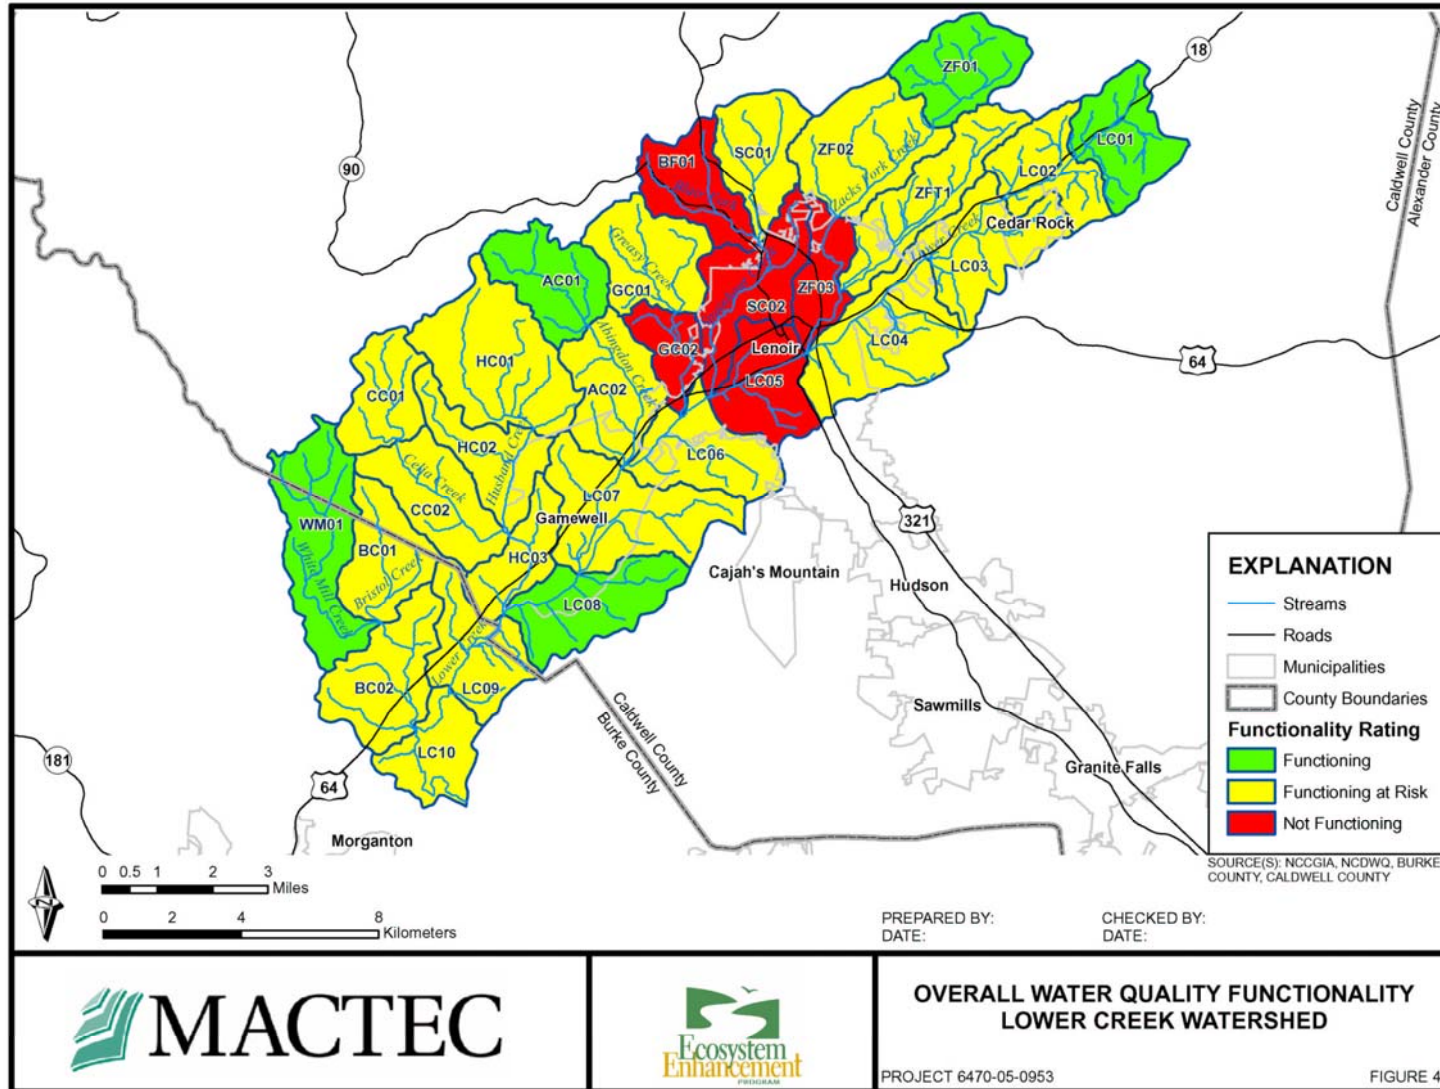 ZF01
18
LC01
Caldwell County
Alexander County
90
BF01
SC01
ZF02
Zacks Fork Creek
LC02
ZFT1
Cedar Rock
Lower Creek
LC03
Greasy Creek
AC01
GC01
ZF03
SC02
LC04
GC02
Lenoir
64
HC01
Abingdon Creek
AC02
LC05
CC01
HC02
Husband Creek
Celia Creek
LC06
LC07
CC02
Gamewell
WM01
321
BC01
HC03
Cajah's Mountain
Hudson
White Mill Creek
Bristol Creek
LC08
Lower Creek
BC02
LC09
Caldwell County
Burke County
Sawmills
LC10
181
64
Granite Falls
Morganton
EXPLANATION
Streams
Roads
Municipalities
County Boundaries
Functionality Rating
Functioning
Functioning at Risk
Not Functioning
SOURCE(S): NCCGIA, NCDWQ, BURKE
COUNTY, CALDWELL COUNTY
N
0 0.5 1 2 3
Miles
0 2 4 8
Kilometers
PREPARED BY:
DATE:
CHECKED BY:
DATE:
MACTEC
Ecosystem
Enhancement
PROGRAM
OVERALL WATER QUALITY FUNCTIONALITY
LOWER CREEK WATERSHED
PROJECT 6470-05-0953
FIGURE 4